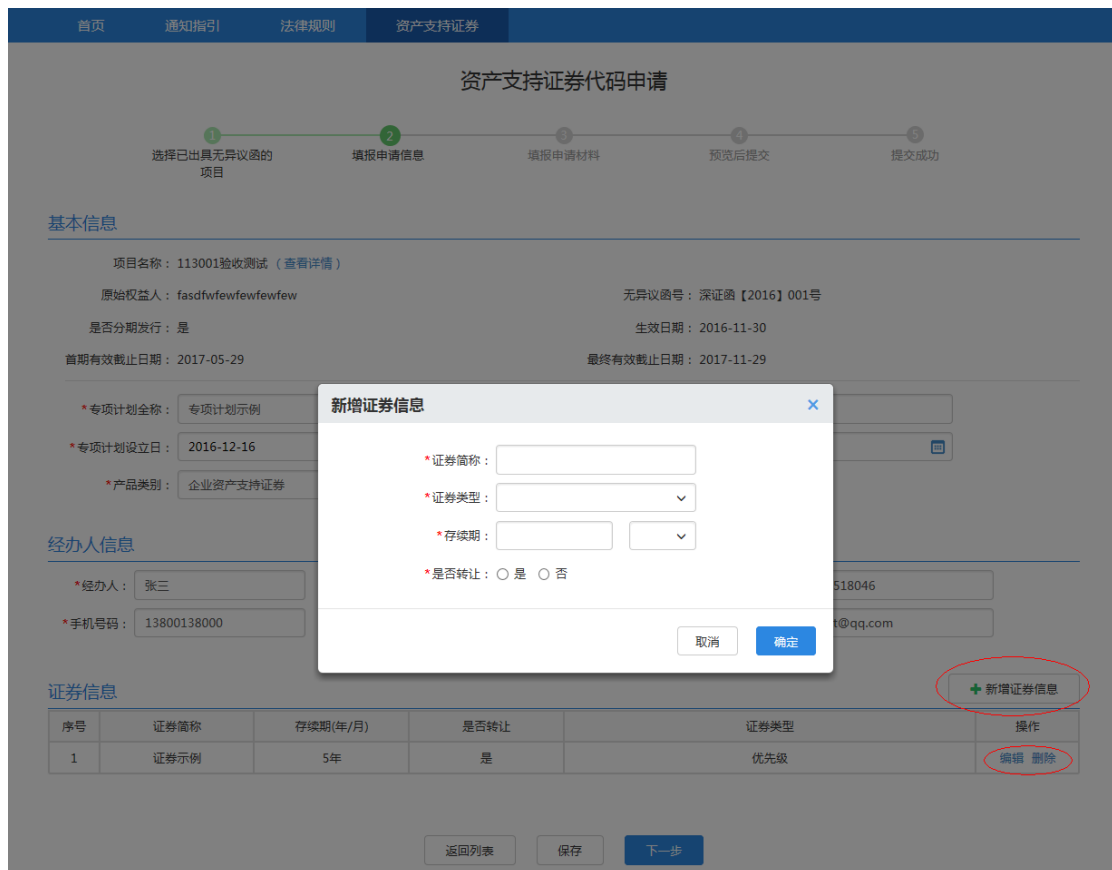 首页 通知指引 法律规则 资产支持证券
资产支持证券代码申请
1 2 3 4 5
选择已出具无异议函的 填报申请信息 填报申请材料 预览后提交 提交成功
项目
基本信息
项目名称： 113001验收测试 （查看详情）
原始权益人： fasdfwfewfewfewfew 无异议函号： 深证函【2016】001号
是否分期发行： 是 生效日期： 2016-11-30
首期有效截止日期： 2017-05-29 最终有效截止日期： 2017-11-29
*专项计划全称： 专项计划示例
*专项计划设立日： 2016-12-16
*产品类别： 企业资产支持证券
新增证券信息 ×
*证券简称：
*证券类型：
*存续期：
*是否转让： 是 否
取消 确定
经办人信息
*经办人： 张三 518046
*手机号码： 13800138000 t@qq.com
证券信息 新增证券信息
序号 证券简称 存续期(年/月) 是否转让 证券类型 操作
1 证券示例 5年 是 优先级 编辑 删除
返回列表 保存 下一步